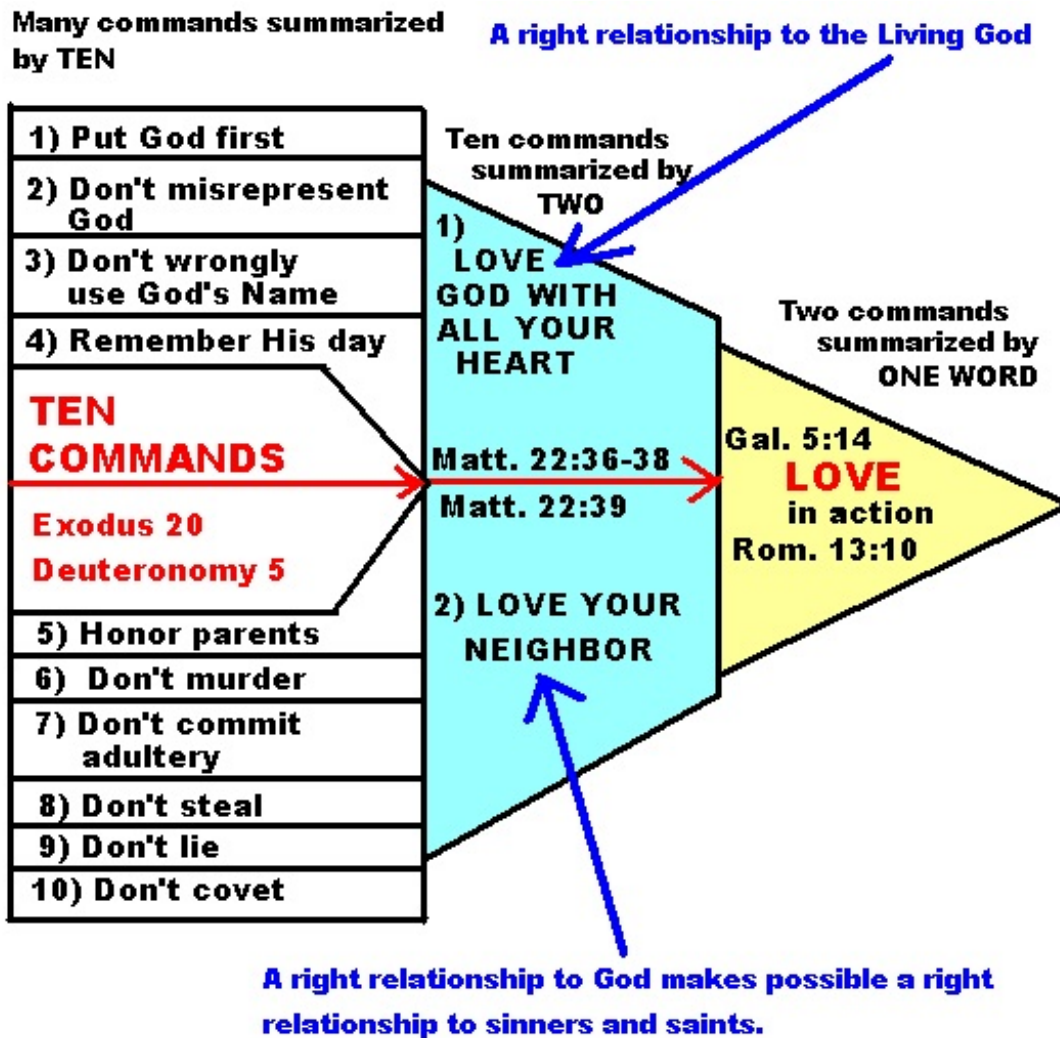 Many commands summarized
by TEN
A right relationship to the Living God
1) Put God first
2) Don't misrepresent
God
3) Don't wrongly
use God's Name
4) Remember His day
TEN
COMMANDS
Exodus 20
Deuteronomy 5
5) Honor parents
6) Don't murder
7) Don't commit
adultery
8) Don't steal
9) Don't lie
10) Don't covet
Ten commands
summarized by
TWO
1)
LOVE
GOD WITH
ALL YOUR
HEART
Matt. 22:36-38
Matt. 22:39
2) LOVE YOUR
NEIGHBOR
Two commands
summarized by
ONE WORD
Gal. 5:14
LOVE
in action
Rom. 13:10
A right relationship to God makes possible a right
relationship to sinners and saints.